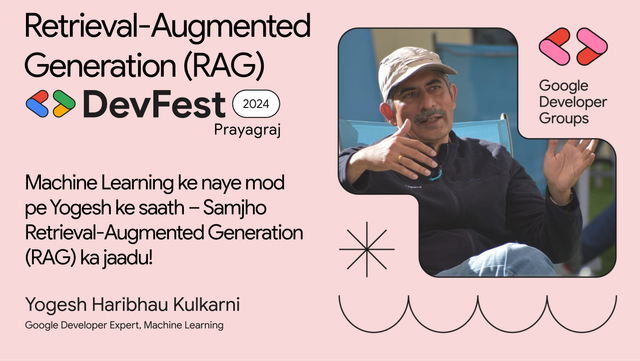 Retrieval-Augmented
Generation (RAG)
DevFest 2024
Prayagraj
Google
Developer
Groups
Machine Learning ke naye mod
pe Yogesh ke saath – Samjho
Retrieval-Augmented Generation
(RAG) ka jaadu!
Yogesh Haribhau Kulkarni
Google Developer Expert, Machine Learning